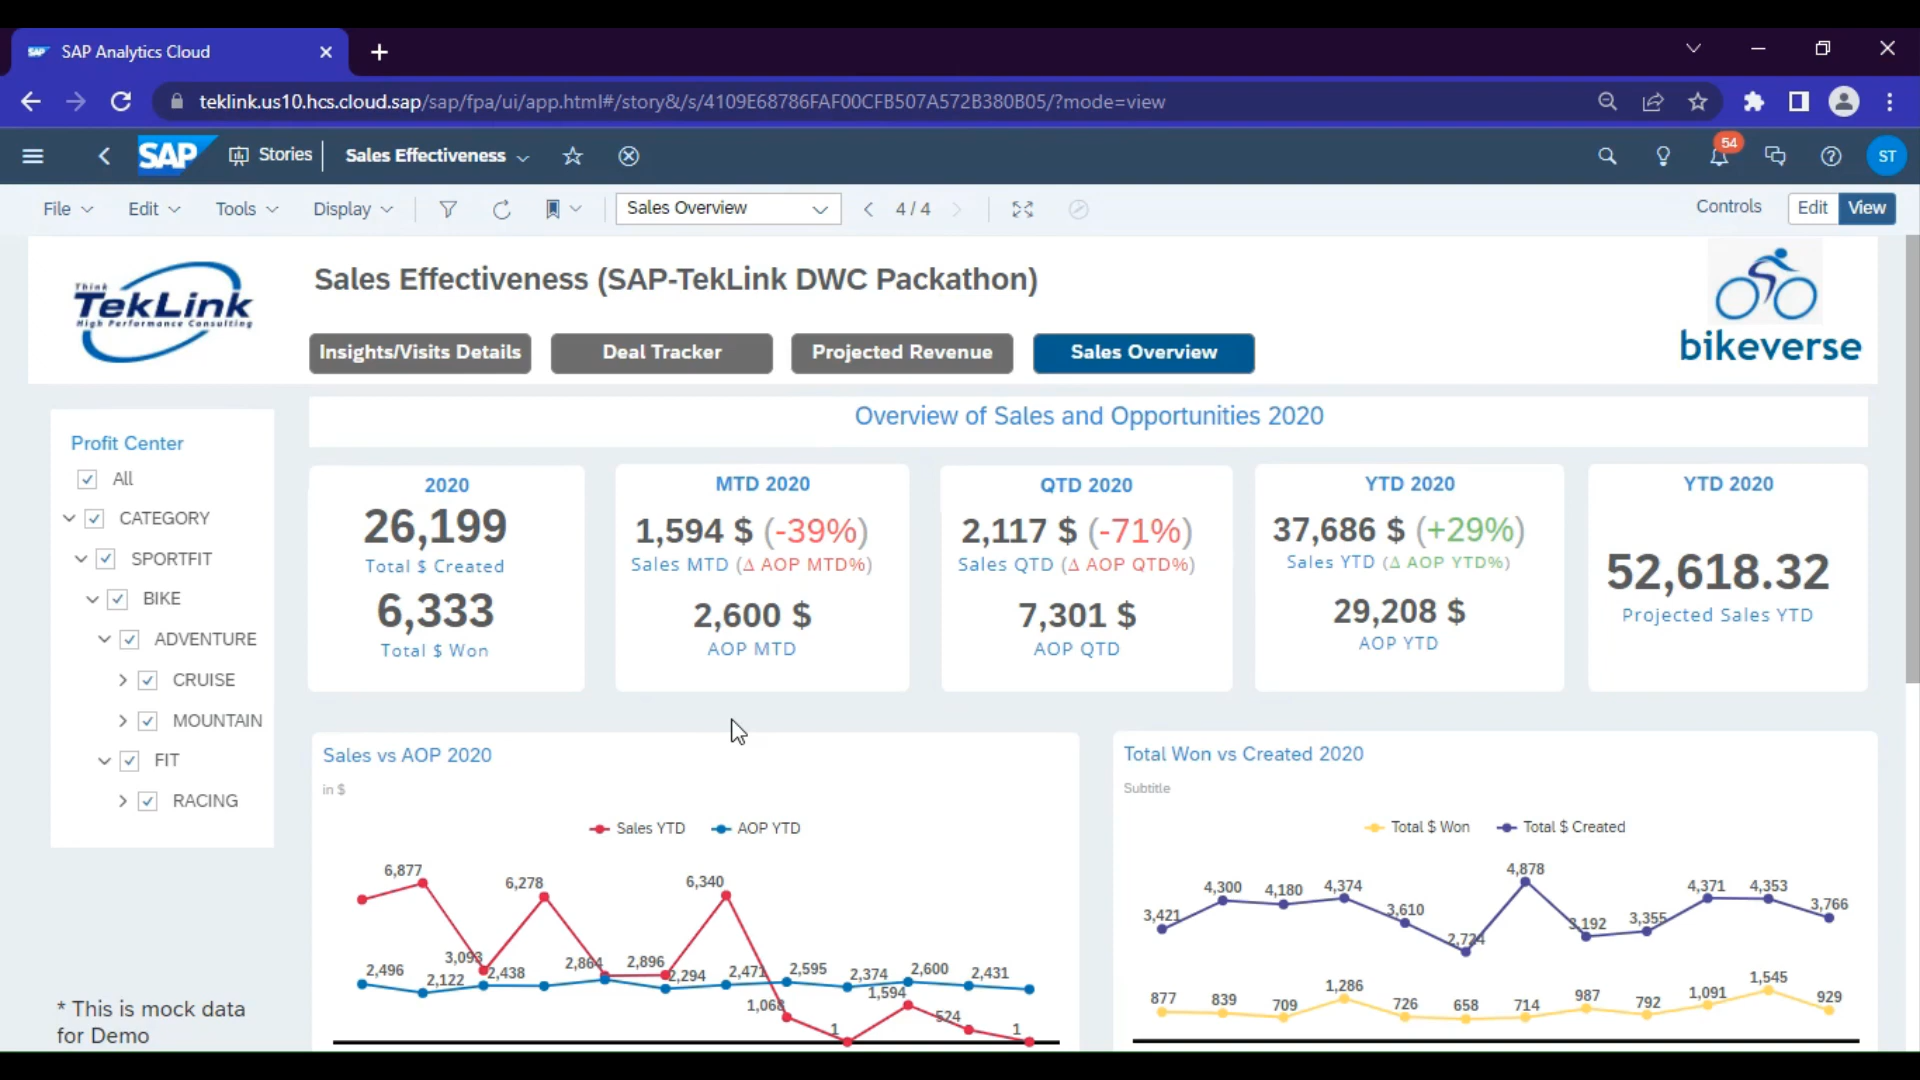 SAP SAP Analytics Cloud
teklink.us10.hcs.cloud.sap/sap/fpa/ui/app.html#/story&/s/4109E68786FAF00CFB507A572B380B05/?mode=view
SAP Stories Sales Effectiveness 54 ST
File Edit Tools Display Sales Overview 4/4 Controls Edit View
Think
TekLink
High Performance Consulting
Sales Effectiveness (SAP-TekLink DWC Packathon)
bikeverse
Insights/Visits Details Deal Tracker Projected Revenue Sales Overview
Overview of Sales and Opportunities 2020
Profit Center
All
CATEGORY
SPORTFIT
BIKE
ADVENTURE
CRUISE
MOUNTAIN
FIT
RACING
* This is mock data
for Demo
2020
26,199
Total $ Created
6,333
Total $ Won
MTD 2020
1,594 $ (-39%)
Sales MTD (Δ AOP MTD%)
2,600 $
AOP MTD
QTD 2020
2,117 $ (-71%)
Sales QTD (Δ AOP QTD%)
7,301 $
AOP QTD
YTD 2020
37,686 $ (+29%)
Sales YTD (Δ AOP YTD%)
29,208 $
AOP YTD
YTD 2020
52,618.32
Projected Sales YTD
Sales vs AOP 2020
in $
Sales YTD AOP YTD
6,877 6,278 6,340
3,093 2,864 2,896 1,068 1 1,594 524 1
2,496 2,122 2,438 2,294 2,471 2,595 2,374 2,600 2,431
Total Won vs Created 2020
Subtitle
Total $ Won Total $ Created
3,421 4,300 4,180 4,374 3,610 2,724 4,878 3,192 3,355 4,371 4,353 3,766
877 839 709 1,286 726 658 714 987 792 1,091 1,545 929